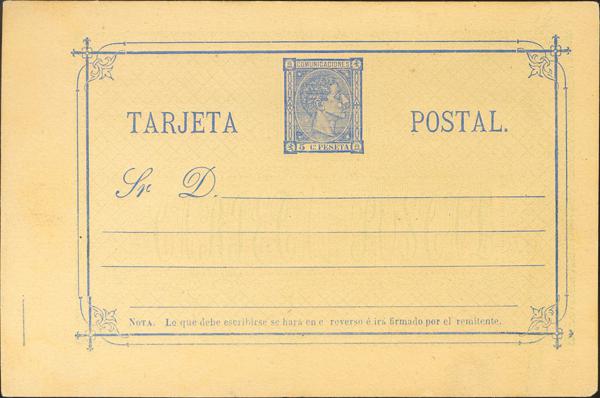 COMUNICACIONES
5 Cs PESETA
TARJETA POSTAL.
Sr. D.
NOTA. Lo que debe escribirse se hará en e reverso é irá firmado por el remitente.